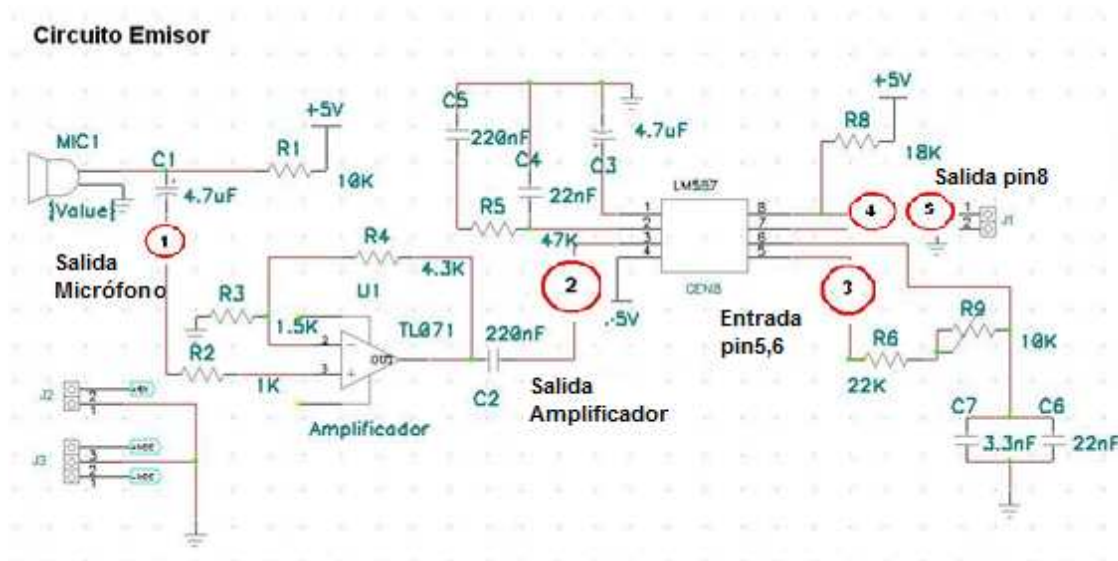 Circuito Emisor
MIC1
}Value{
C1
4.7uF
R1
10K
+5V
1
Salida
Micrófono
R3
1.5K
R2
1K
R4
4.3K
U1
TL071
2
3
OUT
Amplificador
C2
220nF
Salida
Amplificador
2
C5
220nF
C4
22nF
C3
4.7uF
R5
47K
LM567
1
2
3
4
8
7
6
5
GEN8
.-5V
+5V
R8
18K
4
5
Salida pin8
1
2
J1
Entrada
pin5,6
3
R6
22K
R9
10K
C7
3.3nF
C6
22nF
J2
2
1
J3
3
2
1